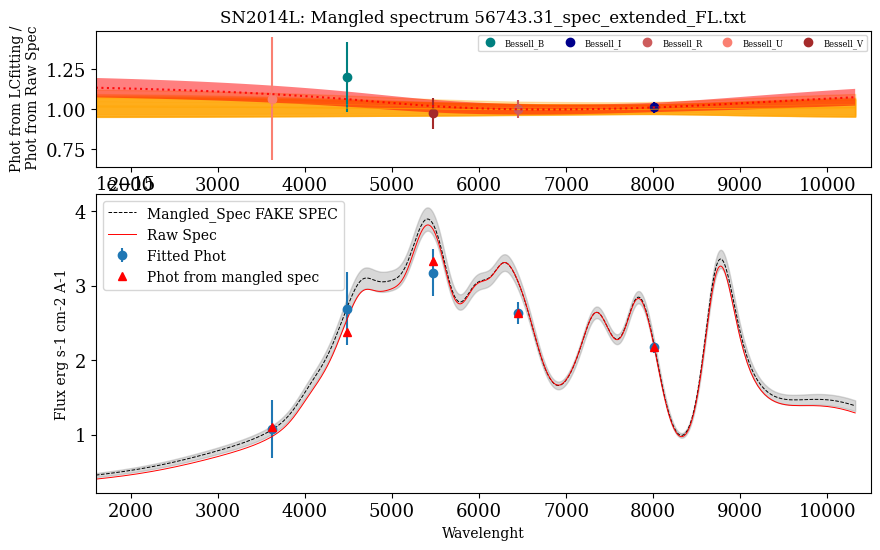 SN2014L: Mangled spectrum 56743.31_spec_extended_FL.txt
Phot from LCfitting /
Phot from Raw Spec
1.25
1.00
0.75
Bessell_B
Bessell_I
Bessell_R
Bessell_U
Bessell_V
2000 3000 4000 5000 6000 7000 8000 9000 10000
1e−15
Flux erg s-1 cm-2 A-1
4
3
2
1
Mangled_Spec FAKE SPEC
Raw Spec
Fitted Phot
Phot from mangled spec
2000 3000 4000 5000 6000 7000 8000 9000 10000
Wavelenght